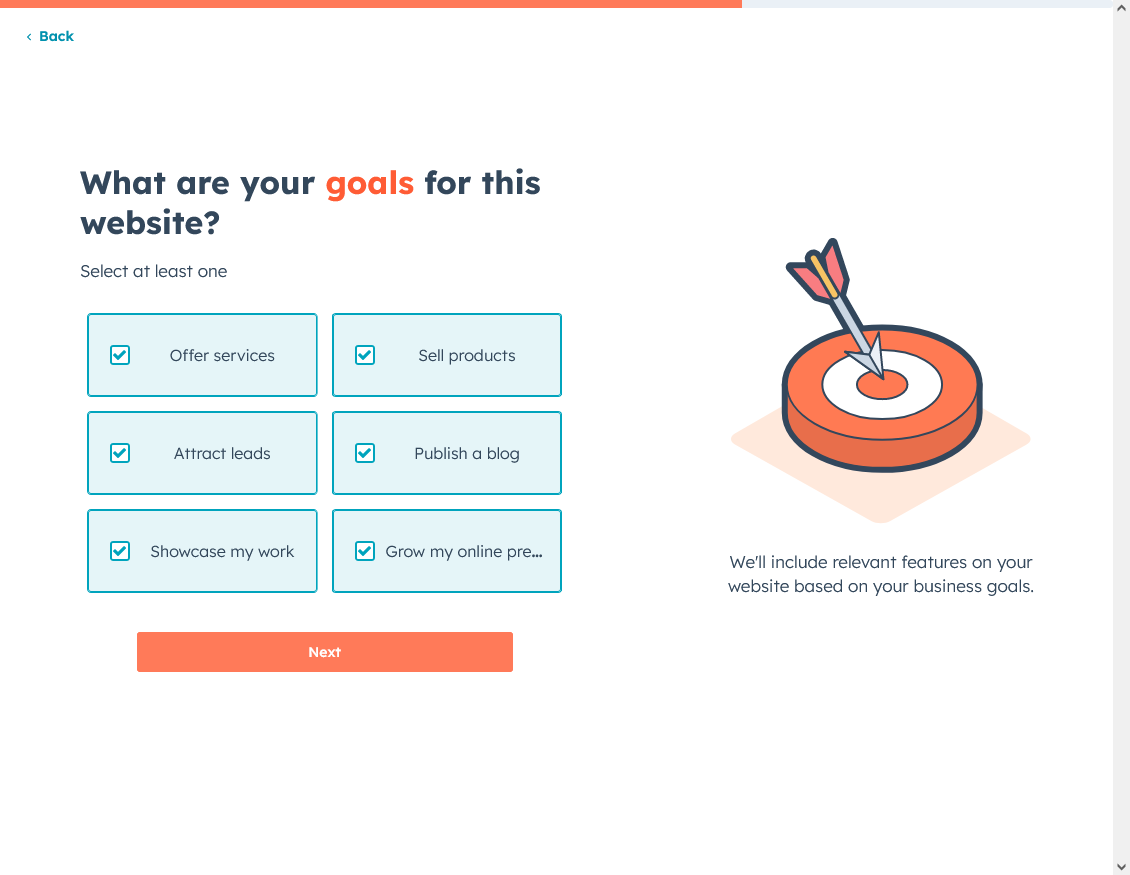 Back
What are your goals for this
website?
Select at least one
Offer services
Sell products
Attract leads
Publish a blog
Showcase my work
Grow my online pre...
Next
We'll include relevant features on your
website based on your business goals.